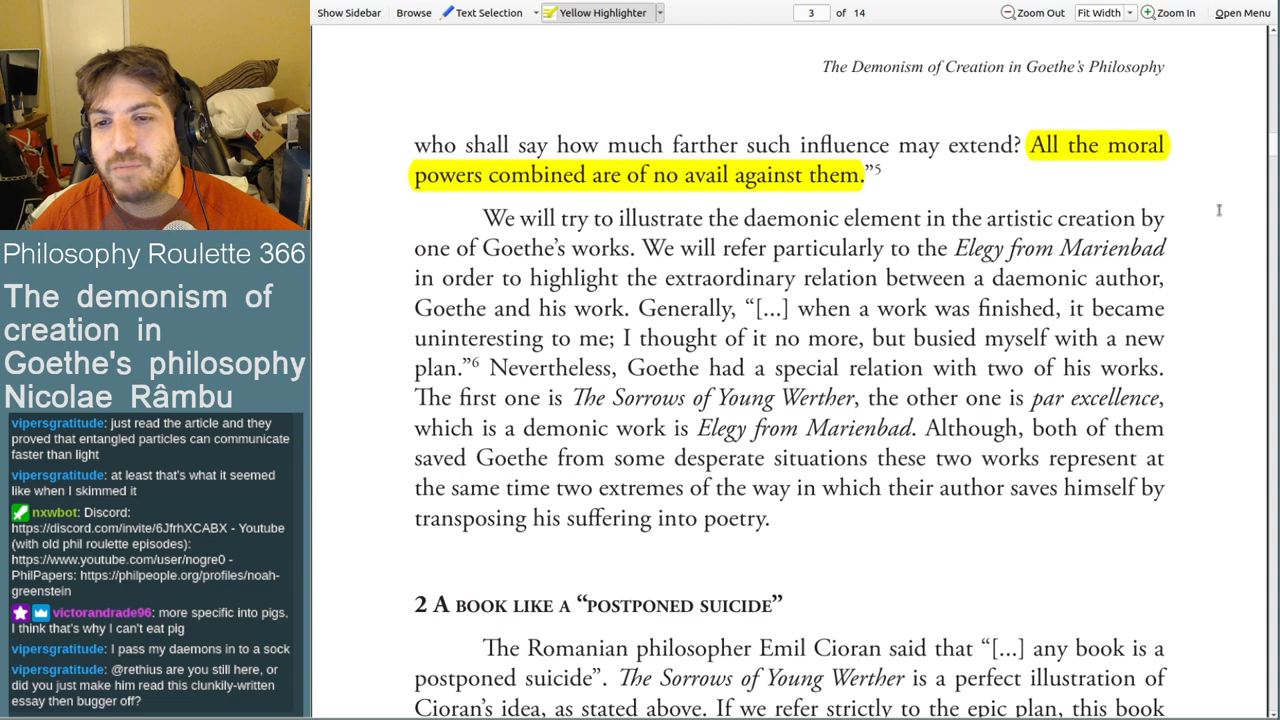 Show Sidebar Browse Text Selection Yellow Highlighter 3 of 14 Zoom Out Fit Width Zoom In Open Menu
The Demonism of Creation in Goethe's Philosophy
who shall say how much farther such influence may extend? All the moral
powers combined are of no avail against them.”5
We will try to illustrate the daemonic element in the artistic creation by
one of Goethe's works. We will refer particularly to the Elegy from Marienbad
in order to highlight the extraordinary relation between a daemonic author,
Goethe and his work. Generally, “[...] when a work was finished, it became
uninteresting to me; I thought of it no more, but busied myself with a new
plan.”6 Nevertheless, Goethe had a special relation with two of his works.
The first one is The Sorrows of Young Werther, the other one is par excellence,
which is a demonic work is Elegy from Marienbad. Although, both of them
saved Goethe from some desperate situations these two works represent at
the same time two extremes of the way in which their author saves himself by
transposing his suffering into poetry.
2 A BOOK LIKE A “POSTPONED SUICIDE”
The Romanian philosopher Emil Cioran said that “[...] any book is a
postponed suicide”. The Sorrows of Young Werther is a perfect illustration of
Cioran's idea, as stated above. If we refer strictly to the epic plan, this book
Philosophy Roulette 366
The demonism of
creation in
Goethe's philosophy
Nicolae Râmbu
vipersgratitude: just read the article and they
proved that entangled particles can communicate
faster than light
vipersgratitude: at least that's what it seemed
like when I skimmed it
nxwbot: Discord:
https://discord.com/invite/6JfrhXCABX - Youtube
(with old phil roulette episodes):
https://www.youtube.com/user/nogre0 -
PhilPapers: https://philpeople.org/profiles/noah-
greenstein
victorandrade96: more specific into pigs,
I think that's why I can't eat pig
vipersgratitude: I pass my daemons in to a sock
vipersgratitude: @rethius are you still here, or
did you just make him read this clunkily-written
essay then bugger off?